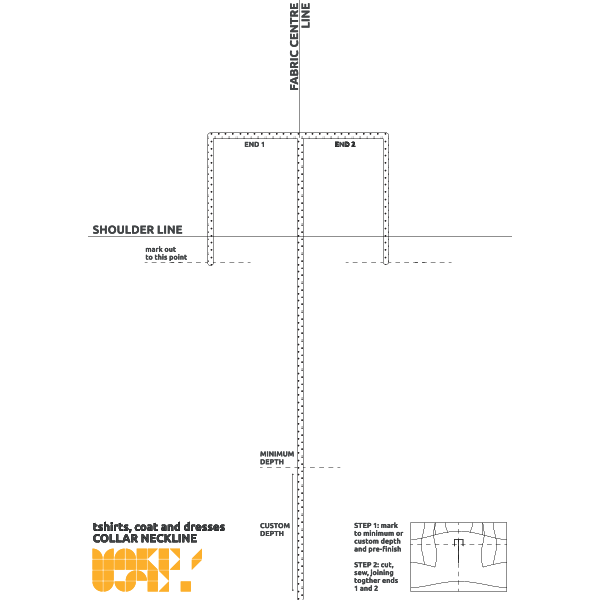 FABRIC CENTRE
LINE
END 1
END 2
SHOULDER LINE
mark out
to this point
MINIMUM
DEPTH
CUSTOM
DEPTH
tshirts, coat and dresses
COLLAR NECKLINE
MAKE/
USE/
STEP 1: mark
to minimum or
custom depth
and pre-finish
STEP 2: cut,
sew, joining
togther ends
1 and 2